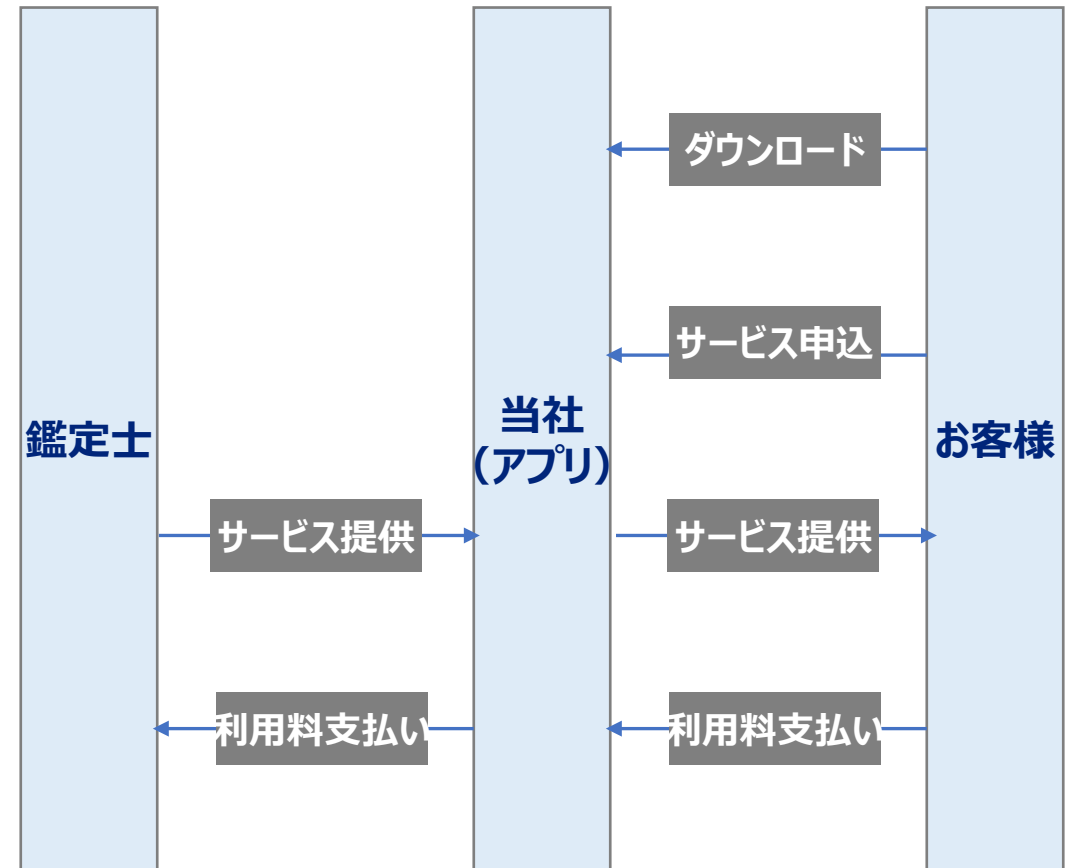 ダウンロード
サービス申込
鑑定士
当社
（アプリ）
お客様
サービス提供
サービス提供
利用料支払い
利用料支払い